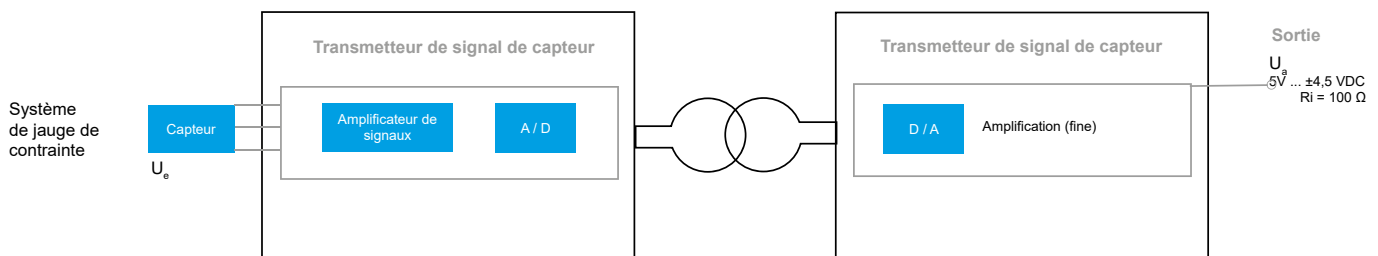 Transmetteur de signal de capteur
Transmetteur de signal de capteur
Sortie
Système
de jauge de
contrainte
Capteur
Ue
Amplificateur de
signaux
A / D
D / A
Amplification (fine)
Ua
5V ... ±4,5 VDC
Ri = 100 Ω